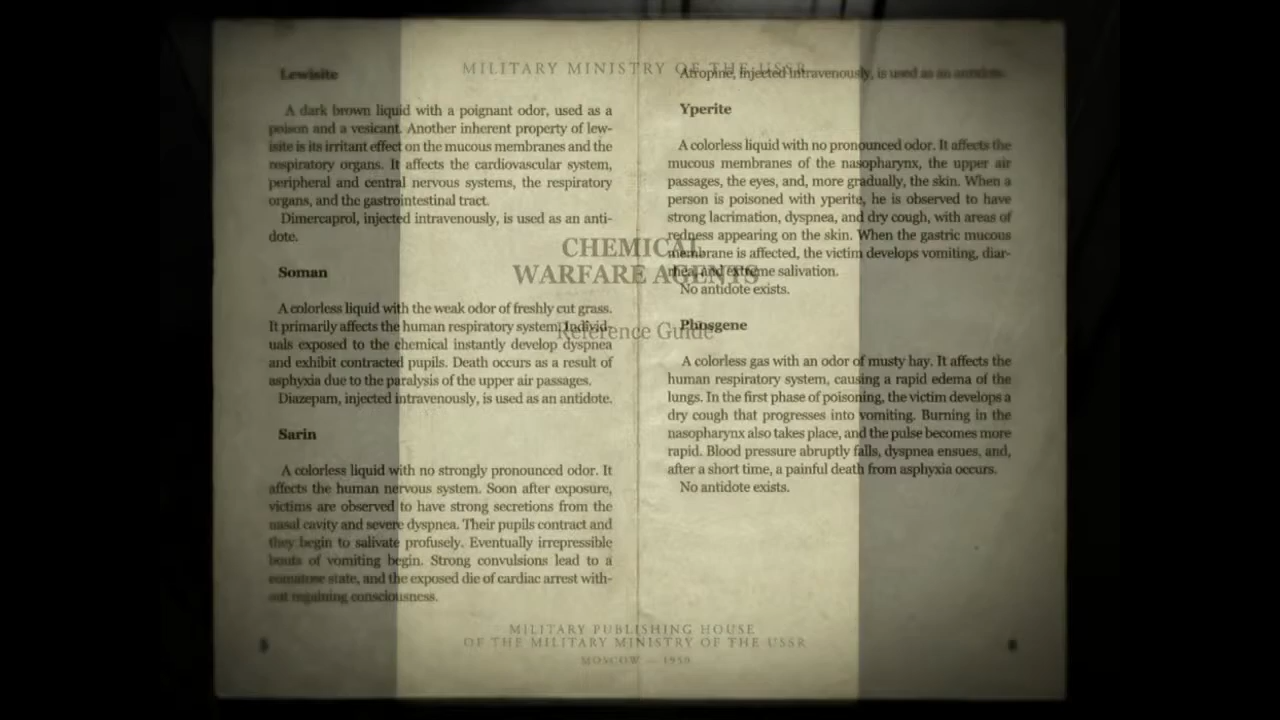 MILITARY MINISTRY OF THE USSR
CHEMICAL
WARFARE AGENTS
Reference Guide
MILITARY PUBLISHING HOUSE
OF THE MILITARY MINISTRY OF THE USSR
MOSCOW — 1950
Lewisite
A dark brown liquid with a poignant odor, used as a
poison and a vesicant. Another inherent property of lew-
isite is its irritant effect on the mucous membranes and the
respiratory organs. It affects the cardiovascular system,
peripheral and central nervous systems, the respiratory
organs, and the gastrointestinal tract.
Dimercaprol, injected intravenously, is used as an anti-
dote.
Soman
A colorless liquid with the weak odor of freshly cut grass.
It primarily affects the human respiratory system. Individ-
uals exposed to the chemical instantly develop dyspnea
and exhibit contracted pupils. Death occurs as a result of
asphyxia due to the paralysis of the upper air passages.
Diazepam, injected intravenously, is used as an antidote.
Sarin
A colorless liquid with no strongly pronounced odor. It
affects the human nervous system. Soon after exposure,
victims are observed to have strong secretions from the
nasal cavity and severe dyspnea. Their pupils contract and
they begin to salivate profusely. Eventually irrepressible
bouts of vomiting begin. Strong convulsions lead to a
comatose state, and the exposed die of cardiac arrest with-
out regaining consciousness.
Atropine, injected intravenously, is used as an antidote.
Yperite
A colorless liquid with no pronounced odor. It affects the
mucous membranes of the nasopharynx, the upper air
passages, the eyes, and, more gradually, the skin. When a
person is poisoned with yperite, he is observed to have
strong lacrimation, dyspnea, and dry cough, with areas of
redness appearing on the skin. When the gastric mucous
membrane is affected, the victim develops vomiting, diar-
rhea, and extreme salivation.
No antidote exists.
Phosgene
A colorless gas with an odor of musty hay. It affects the
human respiratory system, causing a rapid edema of the
lungs. In the first phase of poisoning, the victim develops a
dry cough that progresses into vomiting. Burning in the
nasopharynx also takes place, and the pulse becomes more
rapid. Blood pressure abruptly falls, dyspnea ensues, and,
after a short time, a painful death from asphyxia occurs.
No antidote exists.